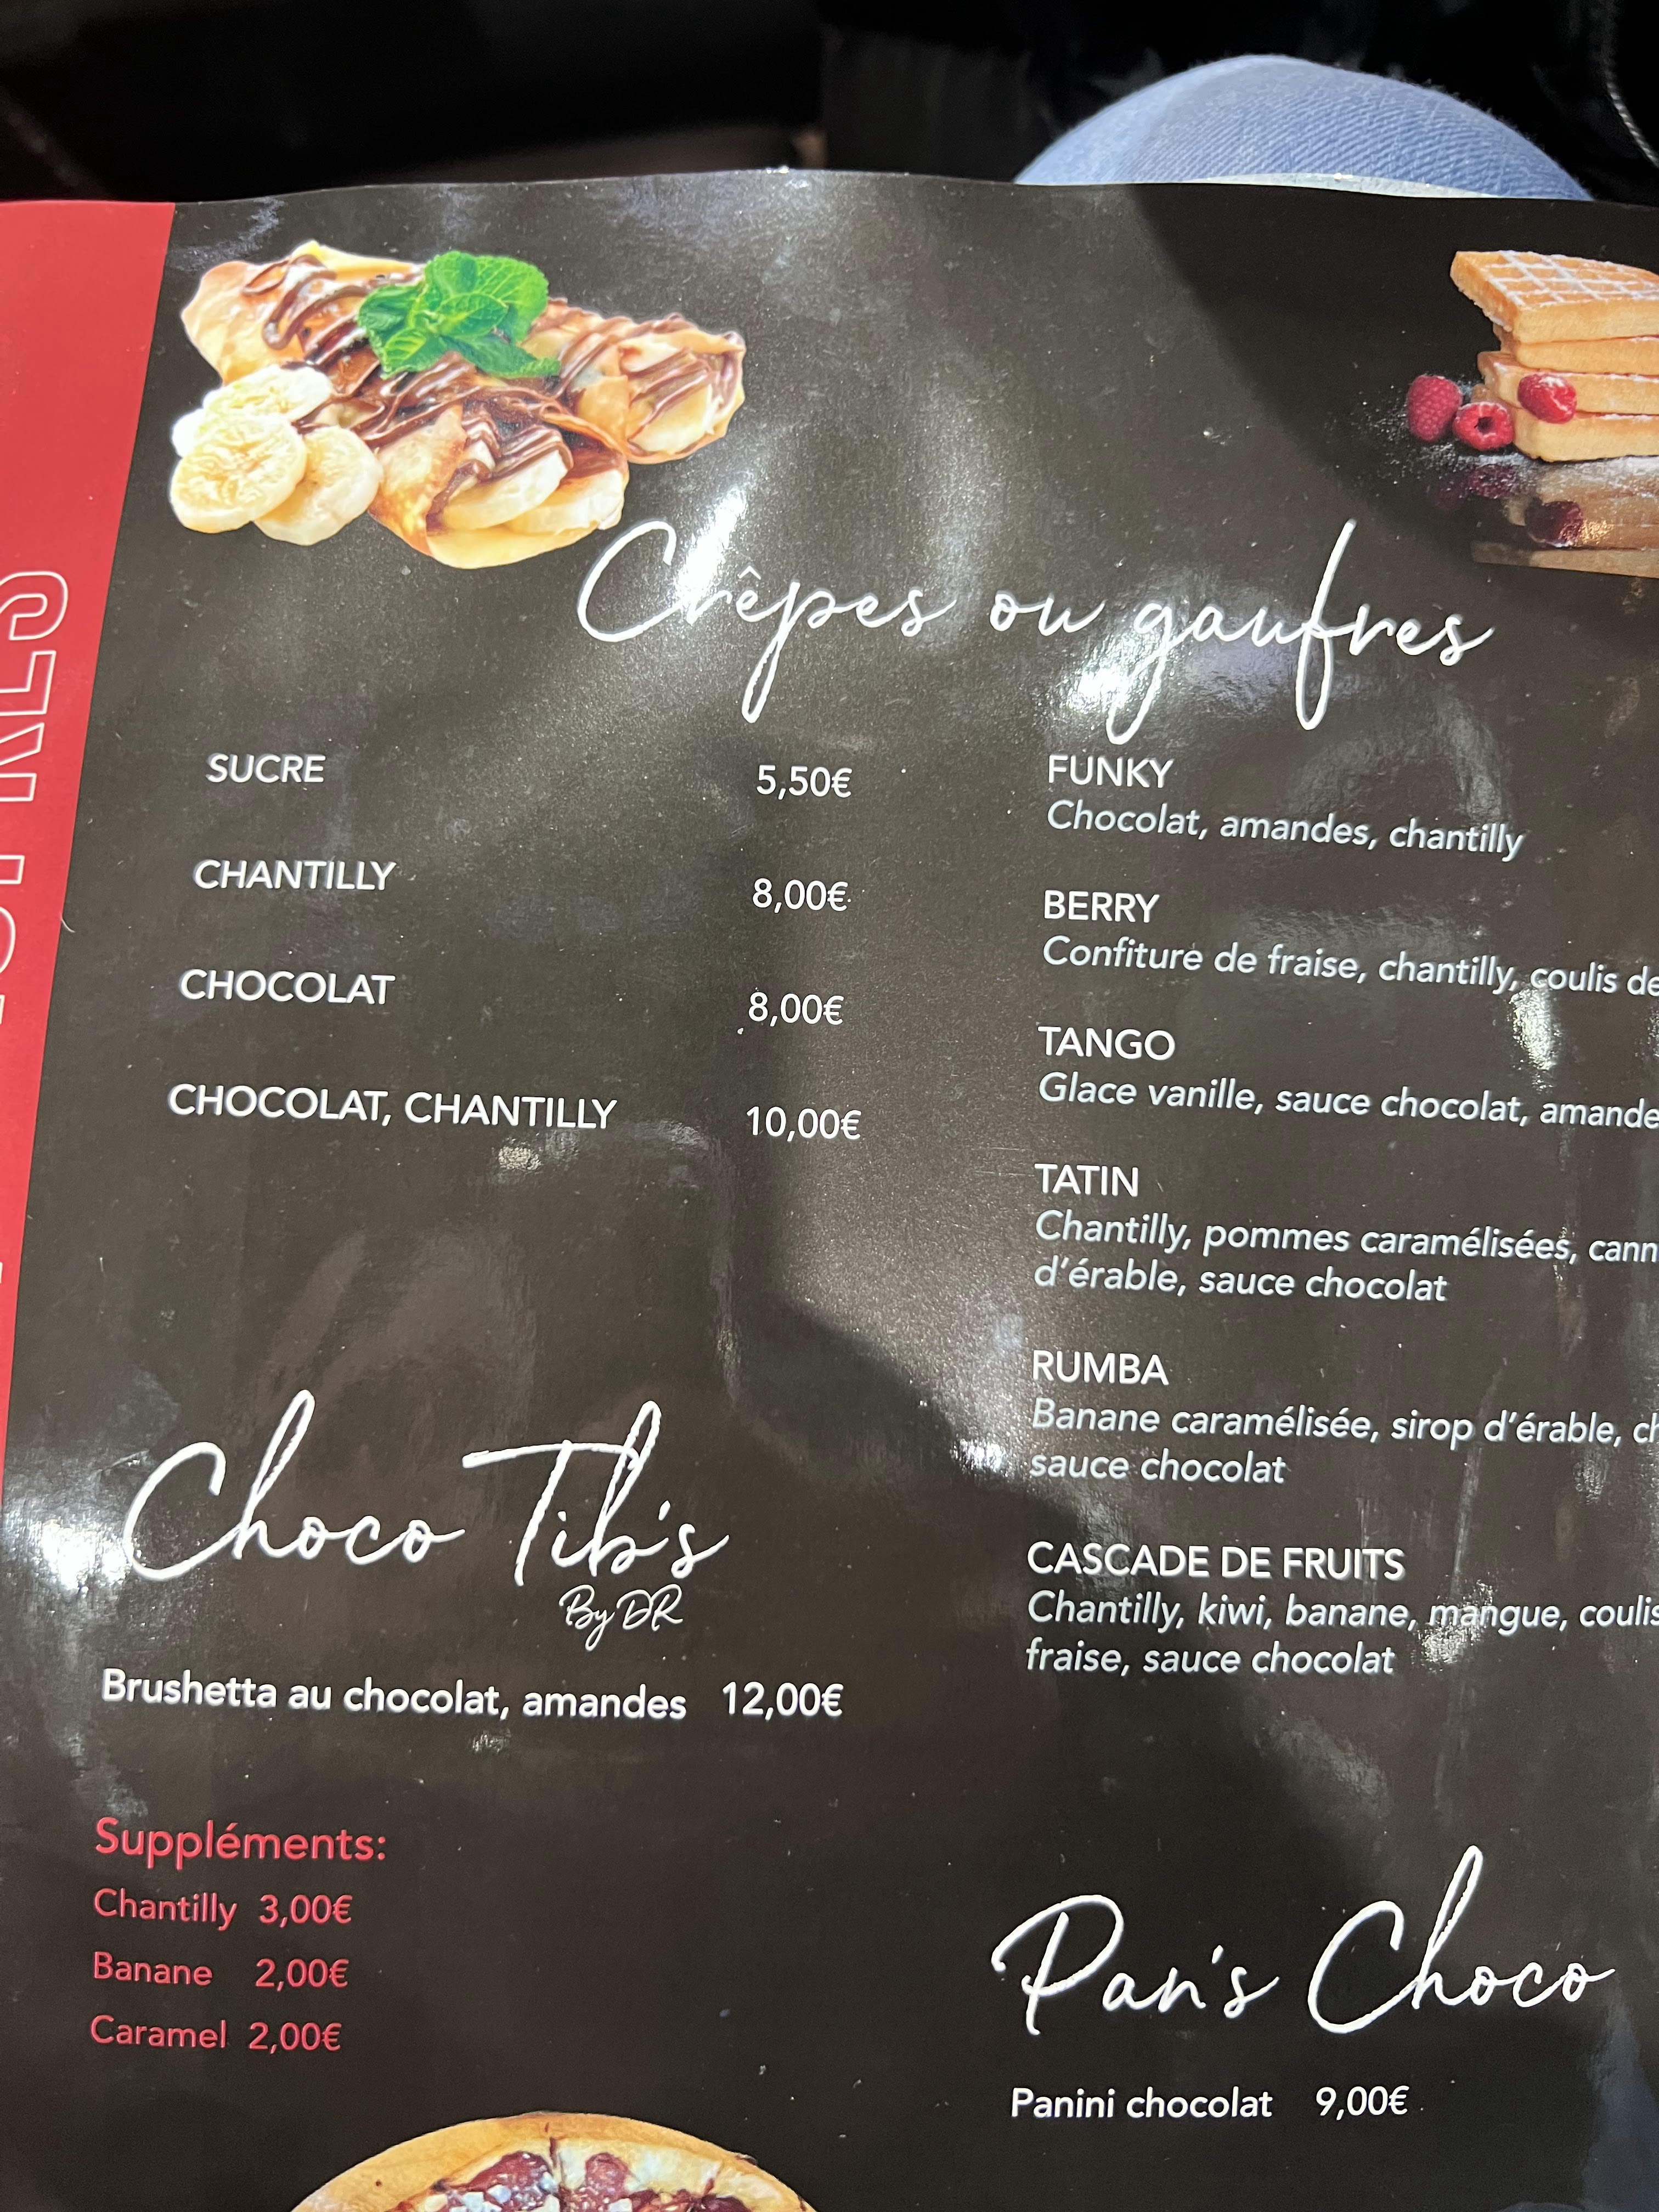 Crêpes ou gaufres
SUCRE 5,50€
CHANTILLY 8,00€
CHOCOLAT 8,00€
CHOCOLAT, CHANTILLY 10,00€
FUNKY
Chocolat, amandes, chantilly
BERRY
Confiture de fraise, chantilly, coulis de
TANGO
Glace vanille, sauce chocolat, amande
TATIN
Chantilly, pommes caramélisées, cann
d'érable, sauce chocolat
RUMBA
Banane caramélisée, sirop d'érable, ch
sauce chocolat
CASCADE DE FRUITS
Chantilly, kiwi, banane, mangue, coulis
fraise, sauce chocolat
Choco Tib's
By DR
Brushetta au chocolat, amandes 12,00€
Suppléments:
Chantilly 3,00€
Banane 2,00€
Caramel 2,00€
Pan's Choco
Panini chocolat 9,00€